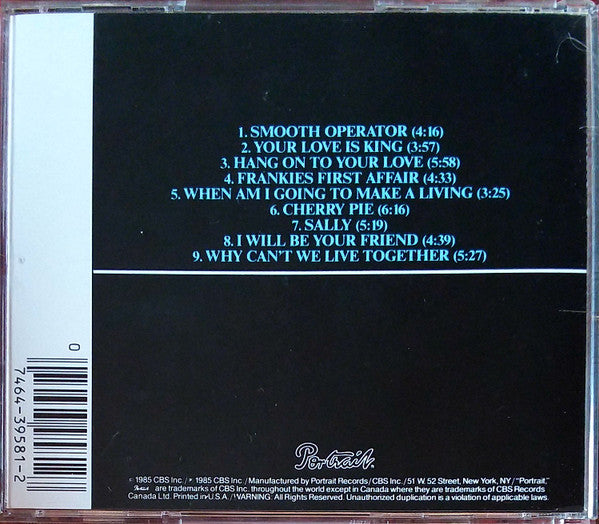 1. SMOOTH OPERATOR (4:16)
2. YOUR LOVE IS KING (3:57)
3. HANG ON TO YOUR LOVE (5:58)
4. FRANKIES FIRST AFFAIR (4:33)
5. WHEN AM I GOING TO MAKE A LIVING (3:25)
6. CHERRY PIE (6:16)
7. SALLY (5:19)
8. I WILL BE YOUR FRIEND (4:39)
9. WHY CAN'T WE LIVE TOGETHER (5:27)
0
7464-39581-2
Portrait.
© 1985 CBS Inc./℗ 1985 CBS Inc/Manufactured by Portrait Records/CBS Inc./51 W. 52 Street, New York, NY/"Portrait,"
Portrait are trademarks of CBS Inc. throughout the world except in Canada where they are trademarks of CBS Records
Canada Ltd. Printed in U.S.A./WARNING: All Rights Reserved. Unauthorized duplication is a violation of applicable laws.